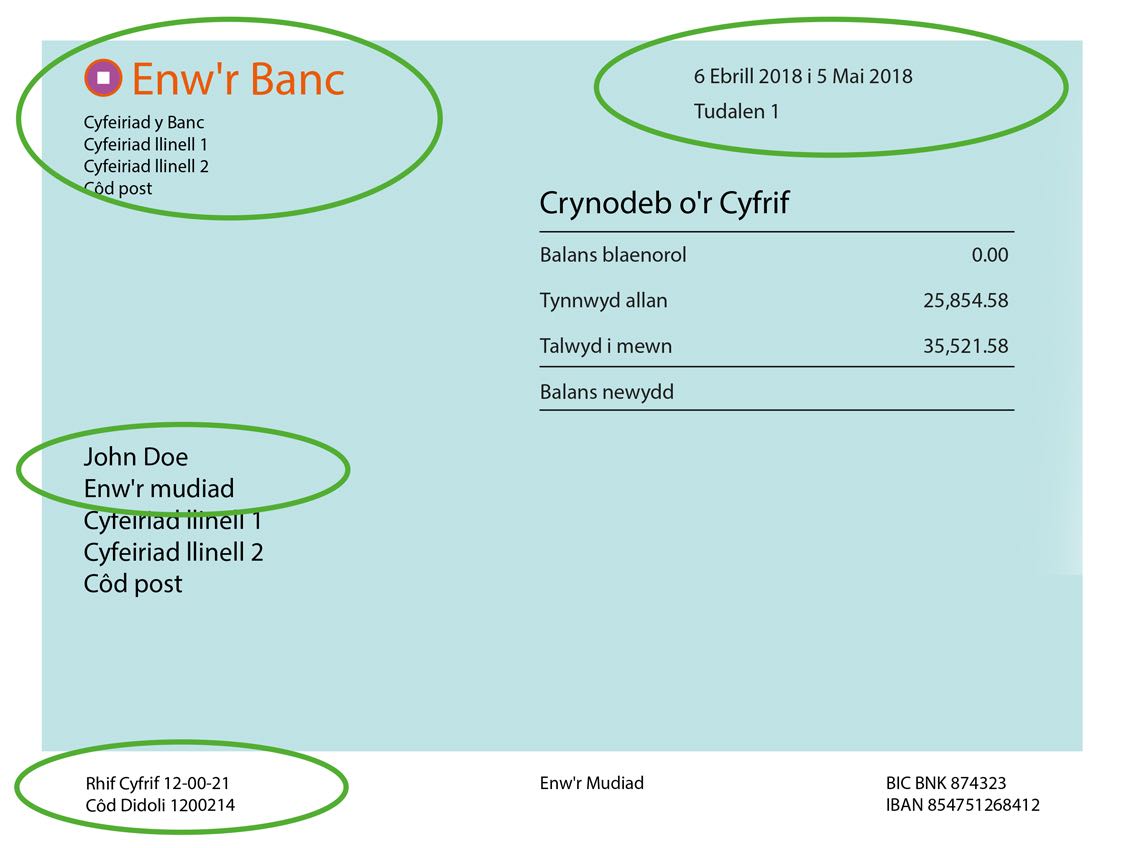 Enw'r Banc
Cyfeiriad y Banc
Cyfeiriad llinell 1
Cyfeiriad llinell 2
Côd post
6 Ebrill 2018 i 5 Mai 2018
Tudalen 1
Crynodeb o'r Cyfrif
Balans blaenorol 0.00
Tynnwyd allan 25,854.58
Talwyd i mewn 35,521.58
Balans newydd
John Doe
Enw'r mudiad
Cyfeiriad llinell 1
Cyfeiriad llinell 2
Côd post
Rhif Cyfrif 12-00-21
Côd Didoli 1200214
Enw'r Mudiad
BIC BNK 874323
IBAN 854751268412